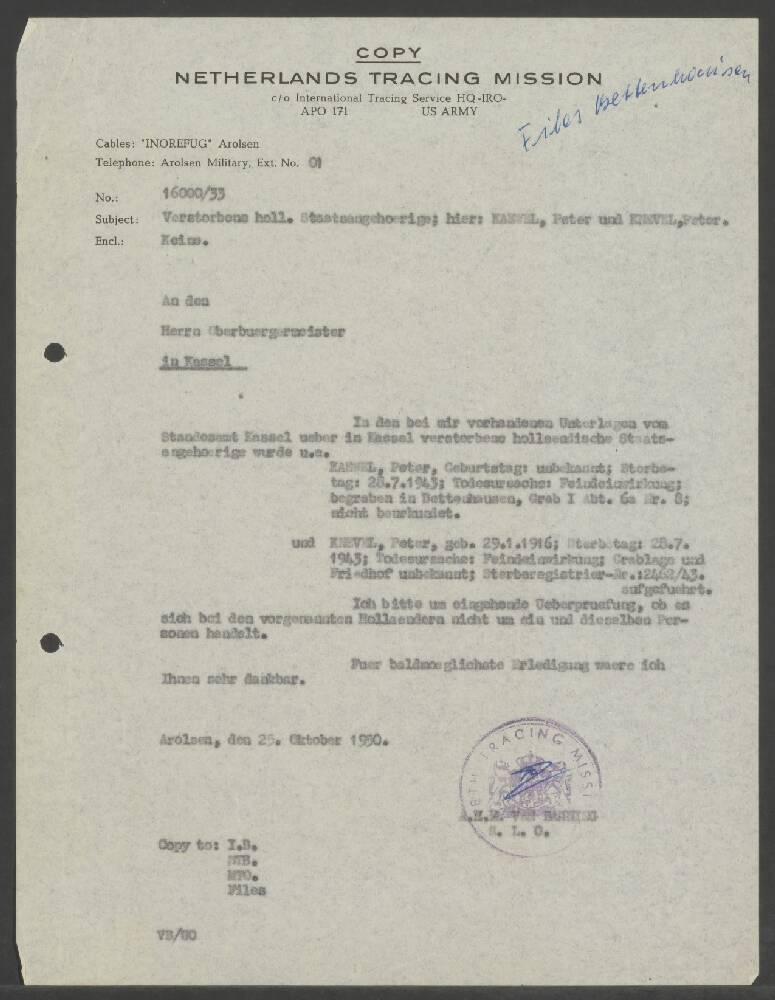 COPY
NETHERLANDS TRACING MISSION
c/o International Tracing Service HQ-IRO-
APO 171 US ARMY
Files Bettenhausen
Cables: "INOREFUG" Arolsen
Telephone: Arolsen Military, Ext. No. 01
No.: 16000/33
Subject: Verstorbene holl. Staatsangehoerige; hier: KAEVEL, Peter und KNEVEL,Peter.
Encl.: Keine.
An den
Herrn Oberbuergermeister
in Kassel
In den bei mir vorhandenen Unterlagen vom
Standesamt Kassel ueber in Kassel verstorbene hollaendische Staats-
angehoerige wurde u.a.
KAEVEL, Peter, Geburtstag: unbekannt; Sterbe-
tag: 28.7.1943; Todesursache: Feindeinwirkung;
begraben in Bettenhausen, Grab I Abt. 6a Nr. 8;
nicht beurkundet.
und KNEVEL, Peter, geb. 29.1.1916; Sterbetag: 28.7.
1943; Todesursache: Feindeinwirkung; Grablage und
Friedhof unbekannt; Sterberegistrier-Nr.:2462/43.
aufgefuehrt.
Ich bitte um eingehende Ueberpruefung, ob es
sich bei den vorgenannten Hollaendern nicht um ein und dieselben Per-
sonen handelt.
Fuer baldmoeglichste Erledigung waere ich
Ihnen sehr dankbar.
Arolsen, den 25. Oktober 1950.
TRACING MISSI
A.H.M. VAN
N. L. O.
Copy to: I.B.
NTB.
MTO.
Files
VB/